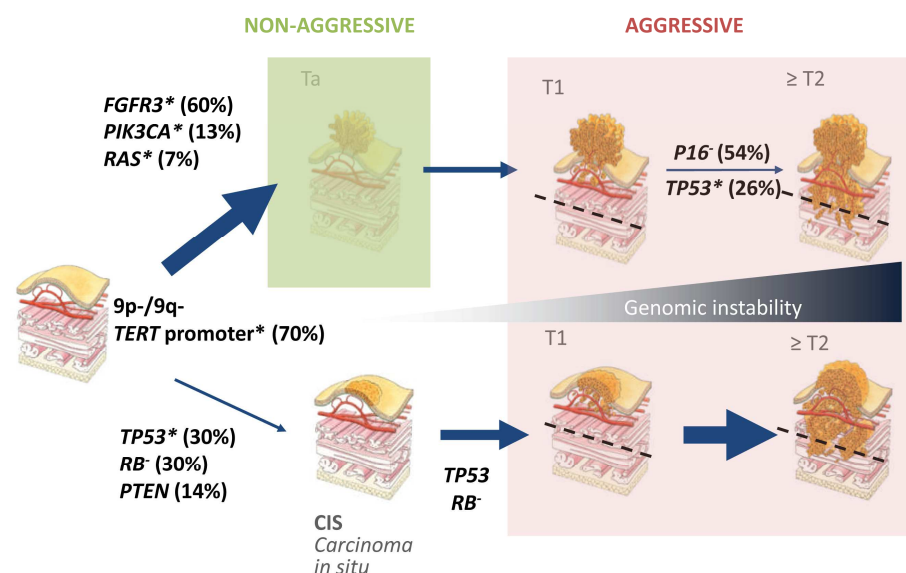 NON-AGGRESSIVE
AGGRESSIVE
Ta
T1
≥ T2
FGFR3* (60%)
PIK3CA* (13%)
RAS* (7%)
P16⁻ (54%)
TP53* (26%)
9p-/9q-
TERT promoter* (70%)
Genomic instability
T1
≥ T2
TP53* (30%)
RB⁻ (30%)
PTEN (14%)
TP53
RB⁻
CIS
Carcinoma
in situ